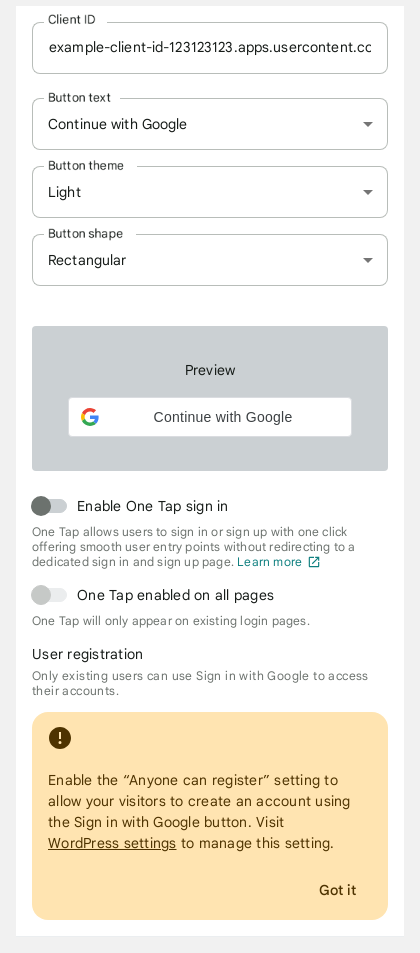 Client ID
example-client-id-123123123.apps.usercontent.cc
Button text
Continue with Google
Button theme
Light
Button shape
Rectangular
Preview
Continue with Google
Enable One Tap sign in
One Tap allows users to sign in or sign up with one click
offering smooth user entry points without redirecting to a
dedicated sign in and sign up page. Learn more
One Tap enabled on all pages
One Tap will only appear on existing login pages.
User registration
Only existing users can use Sign in with Google to access
their accounts.
Enable the “Anyone can register” setting to
allow your visitors to create an account using
the Sign in with Google button. Visit
WordPress settings to manage this setting.
Got it